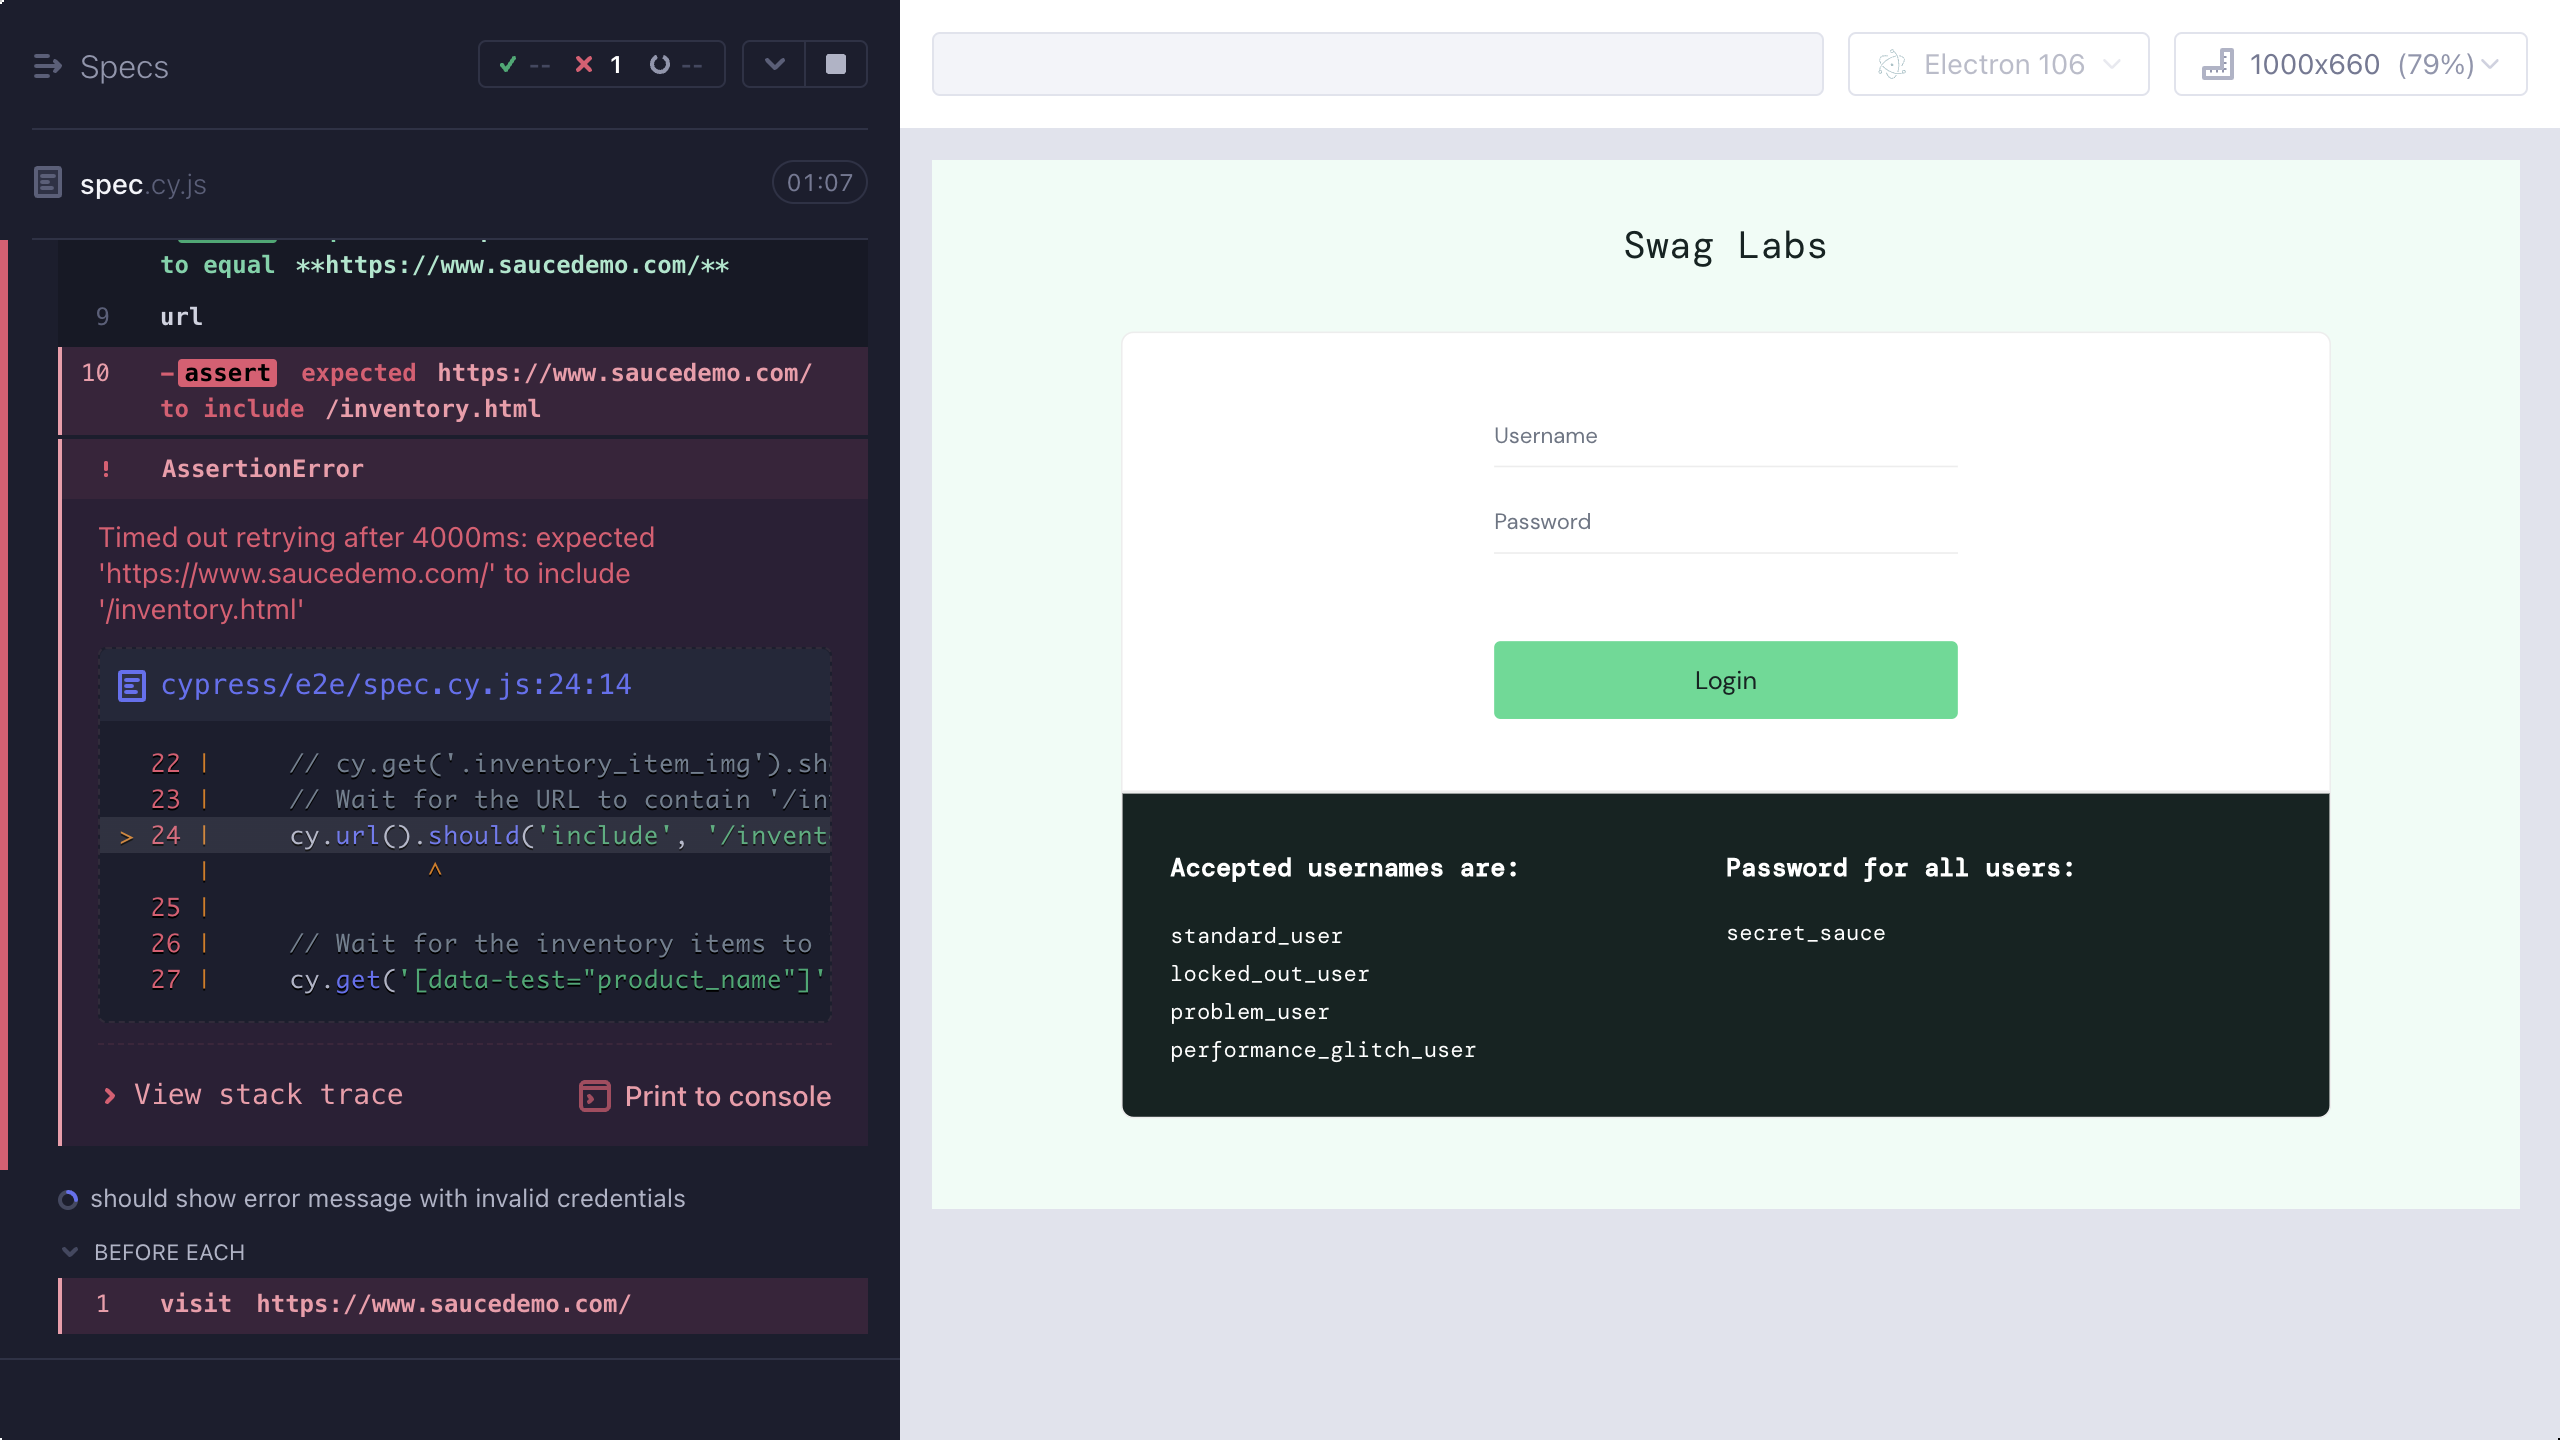 Specs
-- 1 --
spec.cy.js 01:07
to equal **https://www.saucedemo.com/**
9 url
10 -assert expected https://www.saucedemo.com/
to include /inventory.html
! AssertionError
Timed out retrying after 4000ms: expected
'https://www.saucedemo.com/' to include
'/inventory.html'
cypress/e2e/spec.cy.js:24:14
22 | // cy.get('.inventory_item_img').sh
23 | // Wait for the URL to contain '/in
> 24 | cy.url().should('include', '/invent
| ^
25 |
26 | // Wait for the inventory items to
27 | cy.get('[data-test="product_name"]'
View stack trace
Print to console
should show error message with invalid credentials
BEFORE EACH
1 visit https://www.saucedemo.com/
Electron 106
1000x660 (79%)
Swag Labs
Username
Password
Login
Accepted usernames are:
standard_user
locked_out_user
problem_user
performance_glitch_user
Password for all users:
secret_sauce